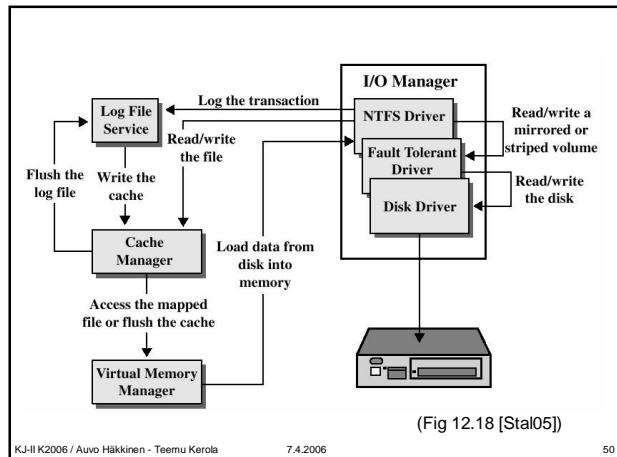 I/O Manager
Log the transaction
Log File
Service
NTFS Driver
Read/write
the file
Read/write a
mirrored or
striped volume
Fault Tolerant
Driver
Flush the
log file
Write the
cache
Read/write
the disk
Disk Driver
Cache
Manager
Load data from
disk into
memory
Access the mapped
file or flush the cache
Virtual Memory
Manager
(Fig 12.18 [Stal05])
KJ-II K2006 / Auvo Häkkinen - Teemu Kerola 7.4.2006 50